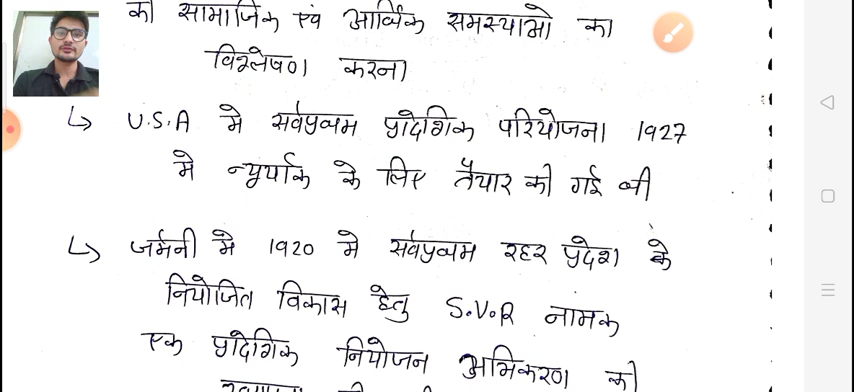 की सामाजिक एवं आर्थिक समस्याओ का
विश्लेषण करना
↳ U.S.A मे सर्वप्रथम प्रादेशिक परियोजना 1927
मे न्यूयार्क के लिए तैयार की गई थी
↳ जर्मनी मे 1920 मे सर्वप्रथम रूहर प्रदेश के
नियोजित विकास हेतु S.V.R नामक
एक प्रादेशिक नियोजन अभिकरण की